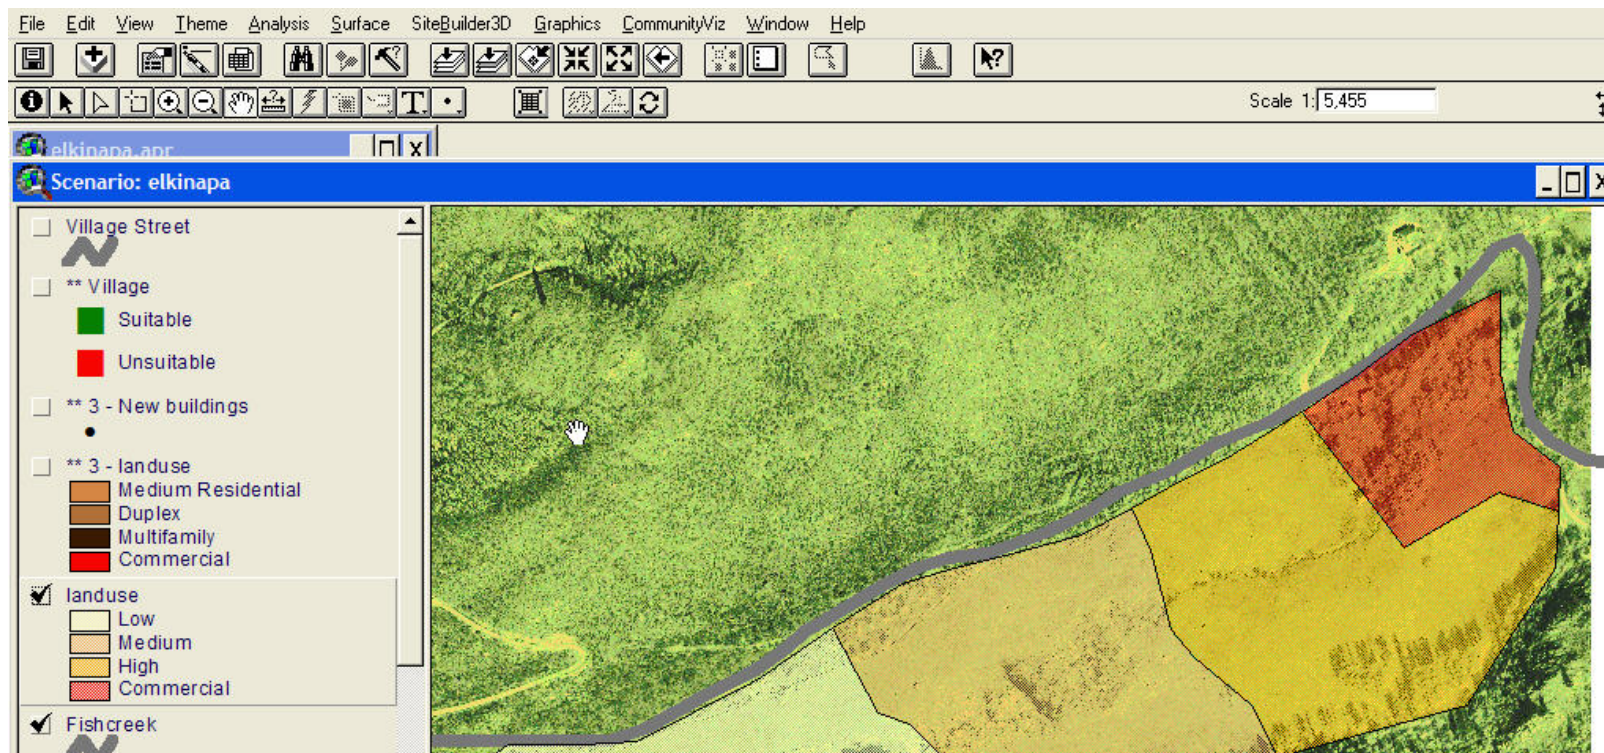 File Edit View Theme Analysis Surface SiteBuilder3D Graphics CommunityViz Window Help
Scale 1: 5,455
elkinapa.apr
Scenario: elkinapa
Village Street
** Village
Suitable
Unsuitable
** 3 - New buildings
** 3 - landuse
Medium Residential
Duplex
Multifamily
Commercial
landuse
Low
Medium
High
Commercial
Fishcreek